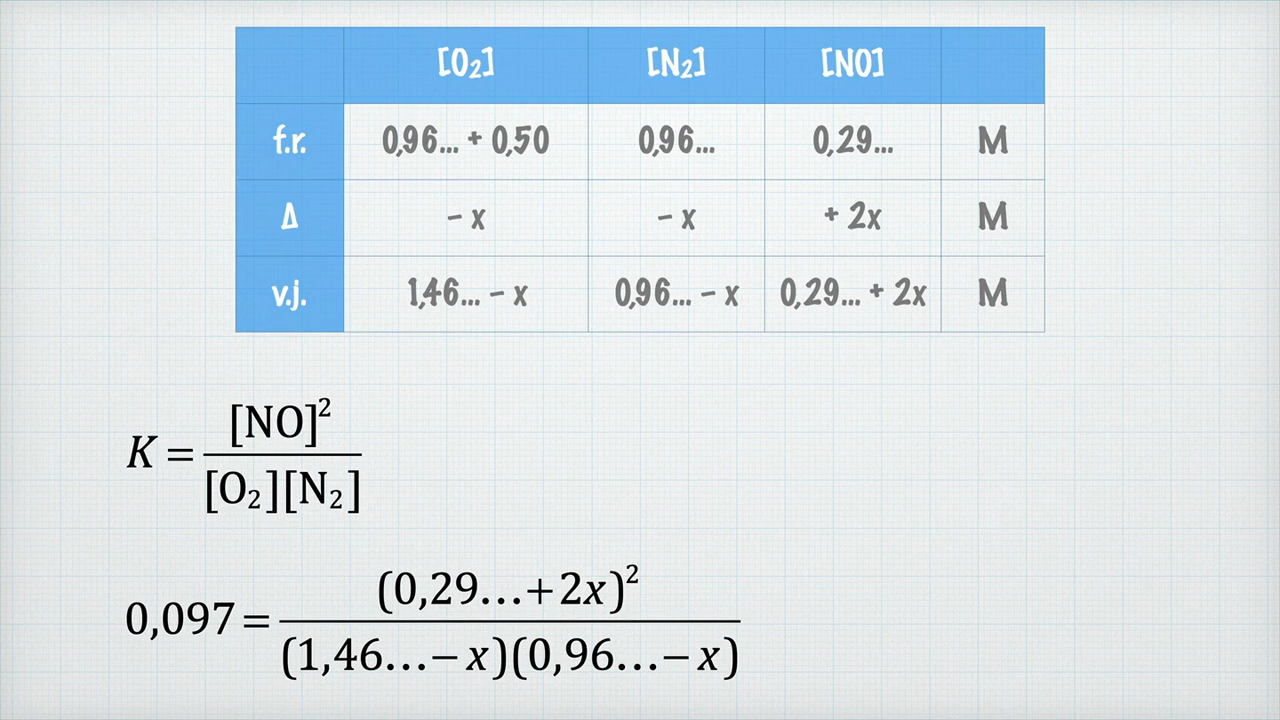 [O₂] [N₂] [NO]
f.r. 0,96... + 0,50 0,96... 0,29... M
Δ – x – x + 2x M
v.j. 1,46... – x 0,96... – x 0,29... + 2x M
K = [NO]² / [O₂][N₂]
0,097 = (0,29...+2x)² / (1,46...–x)(0,96...–x)